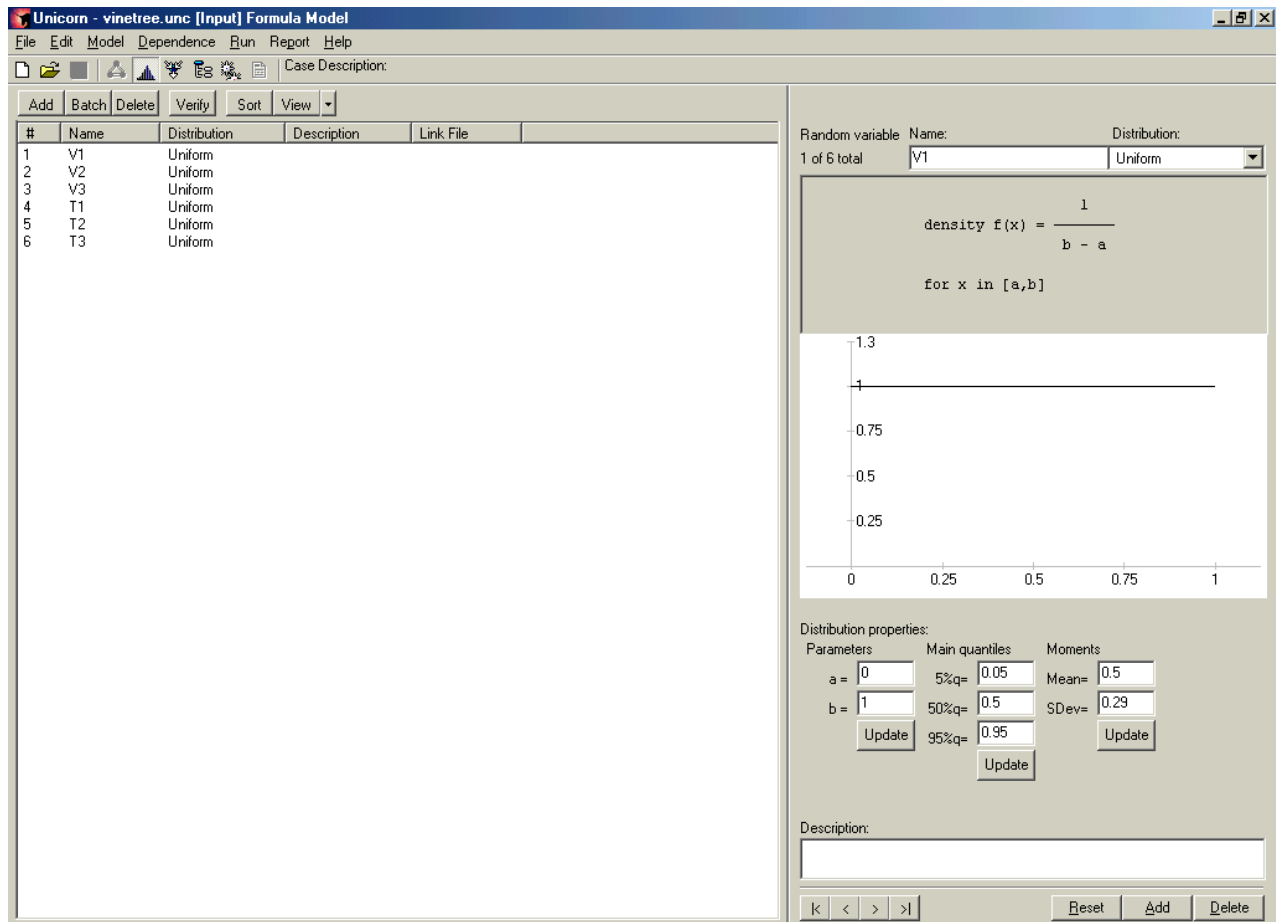 Unicorn - vinetree.unc [Input] Formula Model
File Edit Model Dependence Run Report Help
Case Description:
Add Batch Delete Verify Sort View
# Name Distribution Description Link File
1 V1 Uniform
2 V2 Uniform
3 V3 Uniform
4 T1 Uniform
5 T2 Uniform
6 T3 Uniform
Random variable Name: Distribution:
1 of 6 total V1 Uniform
1
density f(x) =
b - a
for x in [a,b]
1.3
1
0.75
0.5
0.25
0 0.25 0.5 0.75 1
Distribution properties:
Parameters Main quantiles Moments
a = 0 5%q= 0.05 Mean= 0.5
b = 1 50%q= 0.5 SDev= 0.29
Update 95%q= 0.95 Update
Update
Description:
|< < > >| Reset Add Delete